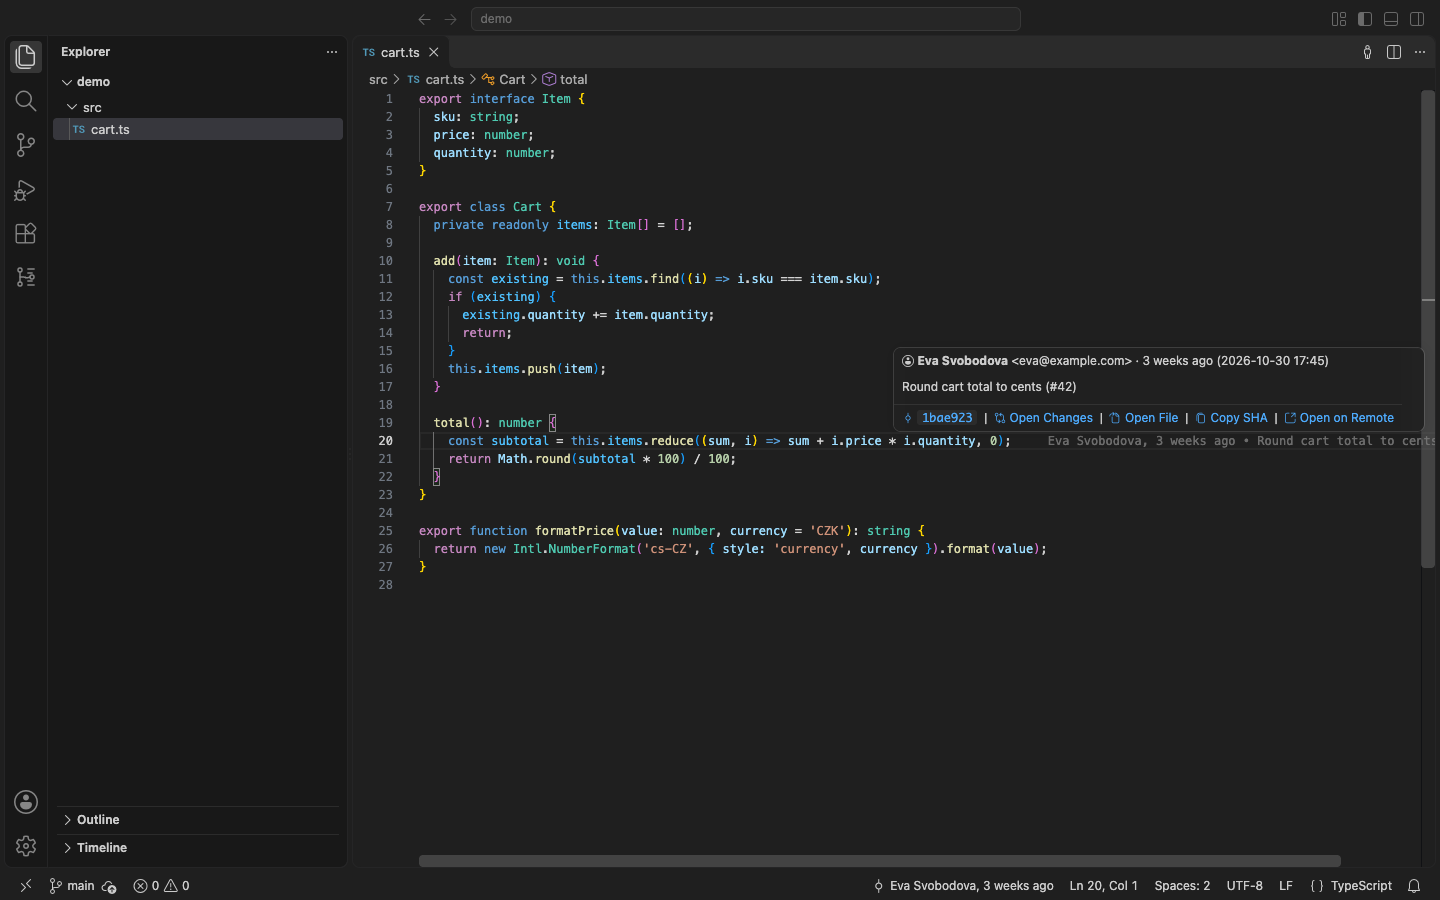 demo
Explorer
demo
src
TS cart.ts
Outline
Timeline
TS cart.ts
src > TS cart.ts > Cart > total
1 export interface Item {
2 sku: string;
3 price: number;
4 quantity: number;
5 }
6
7 export class Cart {
8 private readonly items: Item[] = [];
9
10 add(item: Item): void {
11 const existing = this.items.find((i) => i.sku === item.sku);
12 if (existing) {
13 existing.quantity += item.quantity;
14 return;
15 }
16 this.items.push(item);
17 }
18
19 total(): number {
20 const subtotal = this.items.reduce((sum, i) => sum + i.price * i.quantity, 0); Eva Svobodova, 3 weeks ago • Round cart total to cents
21 return Math.round(subtotal * 100) / 100;
22 }
23 }
24
25 export function formatPrice(value: number, currency = 'CZK'): string {
26 return new Intl.NumberFormat('cs-CZ', { style: 'currency', currency }).format(value);
27 }
28
Eva Svobodova <eva@example.com> · 3 weeks ago (2026-10-30 17:45)
Round cart total to cents (#42)
1bae923 | Open Changes | Open File | Copy SHA | Open on Remote
main 0 0 Eva Svobodova, 3 weeks ago Ln 20, Col 1 Spaces: 2 UTF-8 LF { } TypeScript